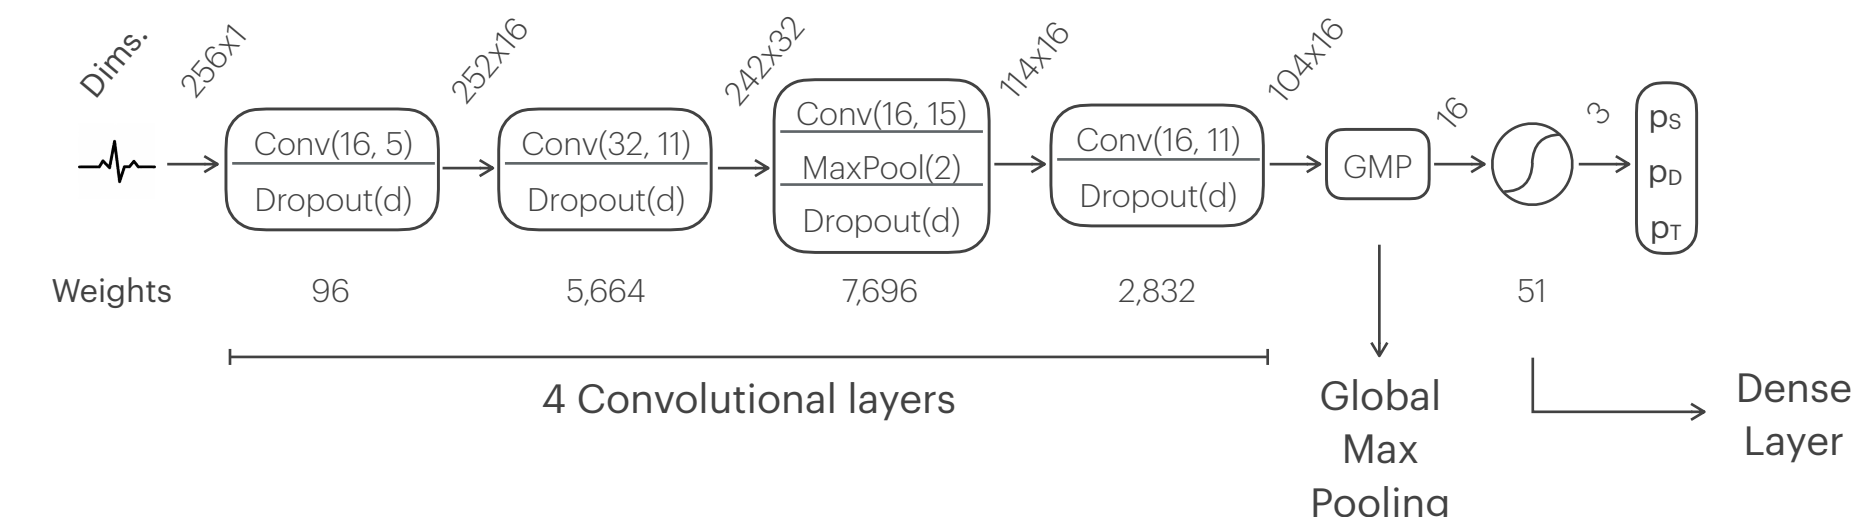 Dims.
256x1
252x16
242x32
114x16
104x16
16
3
Conv(16, 5)
Dropout(d)
Conv(32, 11)
Dropout(d)
Conv(16, 15)
MaxPool(2)
Dropout(d)
Conv(16, 11)
Dropout(d)
GMP
pS
pD
pT
Weights
96
5,664
7,696
2,832
51
4 Convolutional layers
Global
Max
Pooling
Dense
Layer